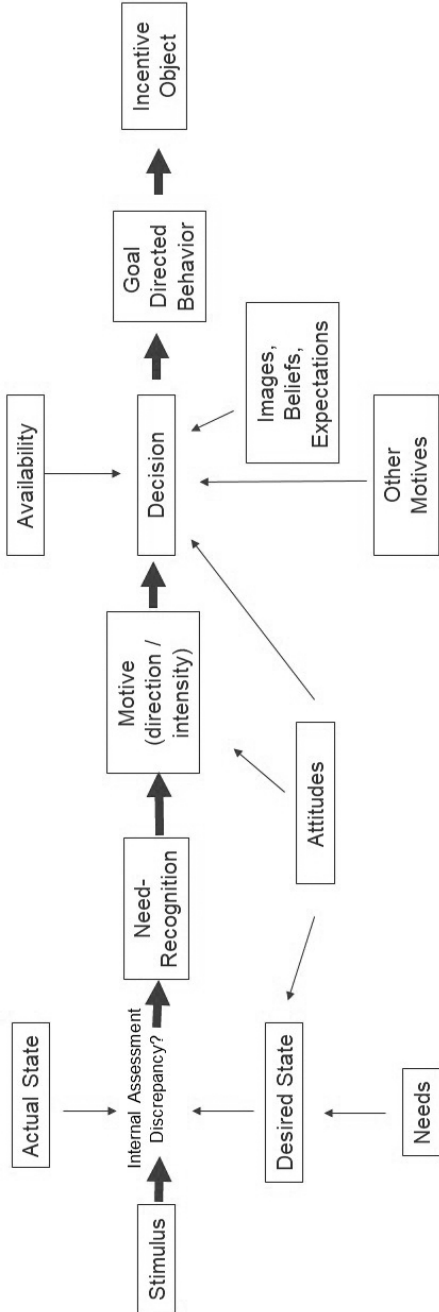 Stimulus
Actual State
Internal Assessment
Discrepancy?
Desired State
Needs
Need-
Recognition
Motive
(direction /
intensity)
Attitudes
Availability
Decision
Images,
Beliefs,
Expectations
Other
Motives
Goal
Directed
Behavior
Incentive
Object